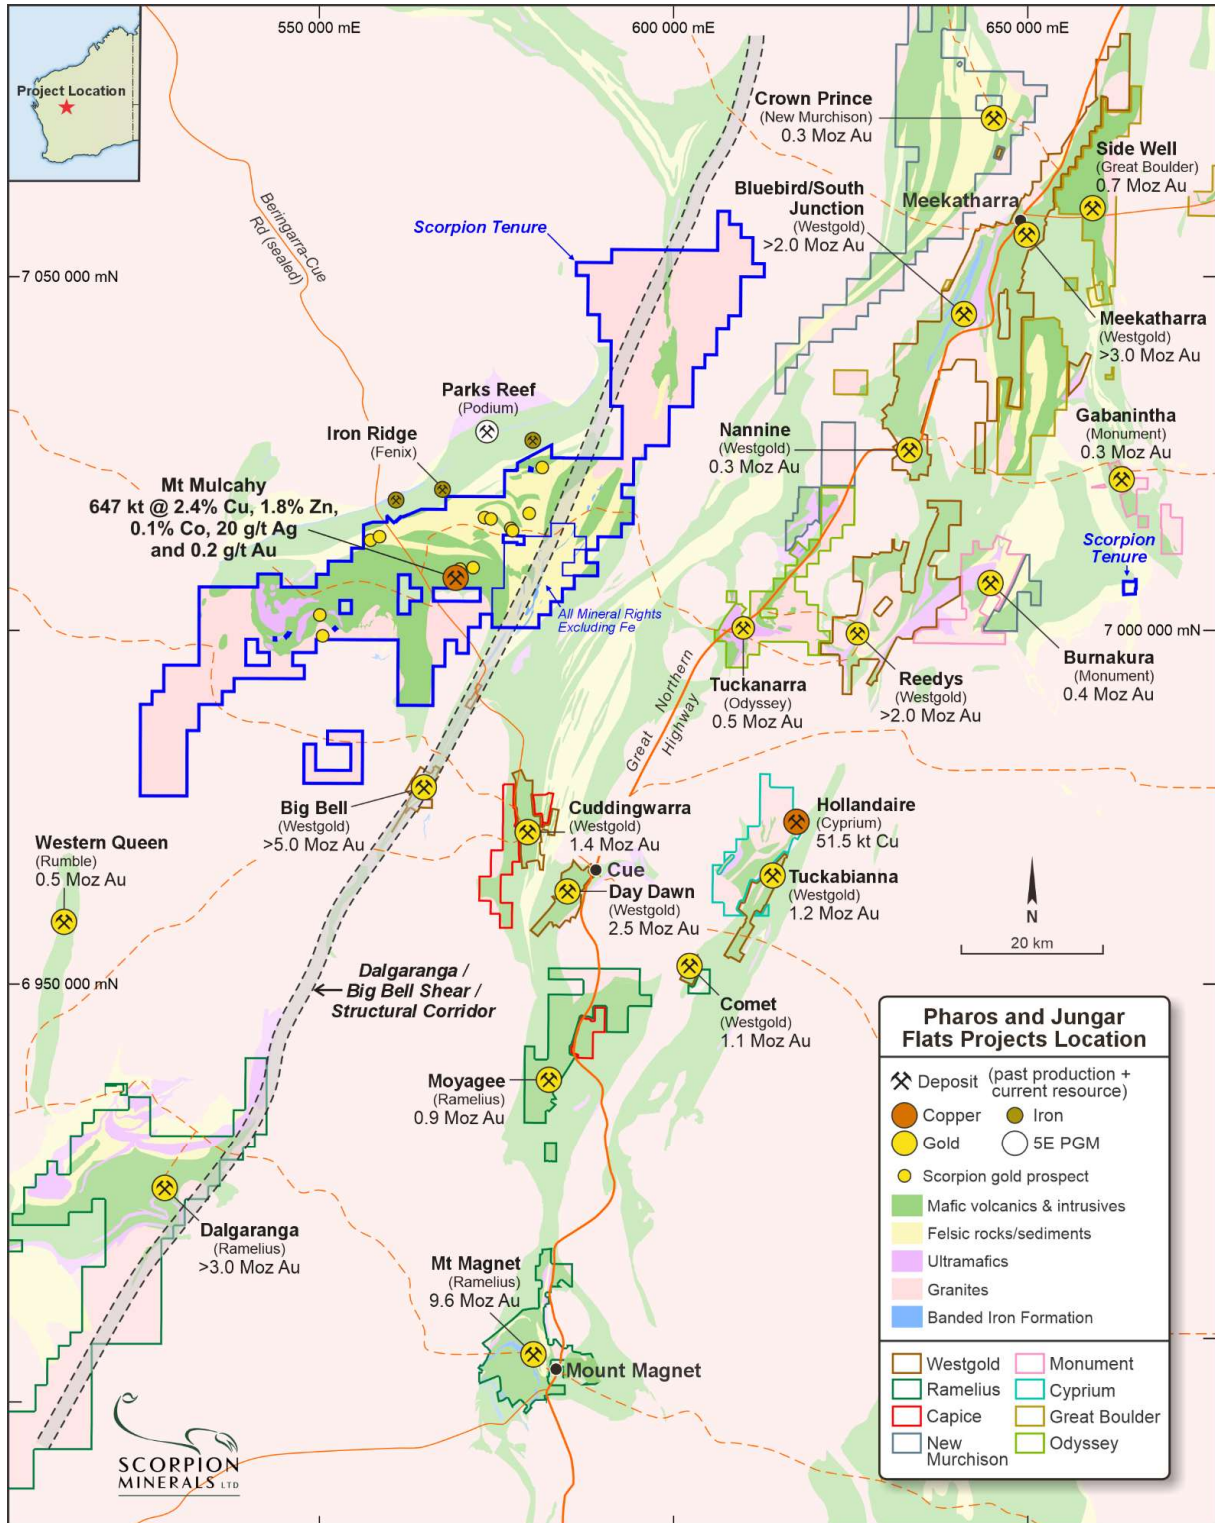 550 000 mE
600 000 mE
650 000 mE
Project Location
Crown Prince
(New Murchison)
0.3 Moz Au
Side Well
(Great Boulder)
0.7 Moz Au
Bluebird/South
Junction
(Westgold)
>2.0 Moz Au
Meekatharra
Beringarra-Cue
Rd (sealed)
Scorpion Tenure
7 050 000 mN
Meekatharra
(Westgold)
>3.0 Moz Au
Parks Reef
(Podium)
Iron Ridge
(Fenix)
Nannine
(Westgold)
0.3 Moz Au
Gabanintha
(Monument)
0.3 Moz Au
Mt Mulcahy
647 kt @ 2.4% Cu, 1.8% Zn,
0.1% Co, 20 g/t Ag
and 0.2 g/t Au
Scorpion
Tenure
All Mineral Rights
Excluding Fe
7 000 000 mN
Great Northern
Highway
Tuckanarra
(Odyssey)
0.5 Moz Au
Reedys
(Westgold)
>2.0 Moz Au
Burnakura
(Monument)
0.4 Moz Au
Big Bell
(Westgold)
>5.0 Moz Au
Cuddingwarra
(Westgold)
1.4 Moz Au
Hollandaire
(Cyprium)
51.5 kt Cu
Western Queen
(Rumble)
0.5 Moz Au
Cue
Day Dawn
(Westgold)
2.5 Moz Au
Tuckabianna
(Westgold)
1.2 Moz Au
N
20 km
6 950 000 mN
Dalgaranga /
Big Bell Shear /
Structural Corridor
Comet
(Westgold)
1.1 Moz Au
Moyagee
(Ramelius)
0.9 Moz Au
Dalgaranga
(Ramelius)
>3.0 Moz Au
Mt Magnet
(Ramelius)
9.6 Moz Au
Mount Magnet
Pharos and Jungar
Flats Projects Location
Deposit (past production +
current resource)
Copper
Iron
Gold
5E PGM
Scorpion gold prospect
Mafic volcanics & intrusives
Felsic rocks/sediments
Ultramafics
Granites
Banded Iron Formation
Westgold
Monument
Ramelius
Cyprium
Capice
Great Boulder
New
Murchison
Odyssey
SCORPION
MINERALS LTD